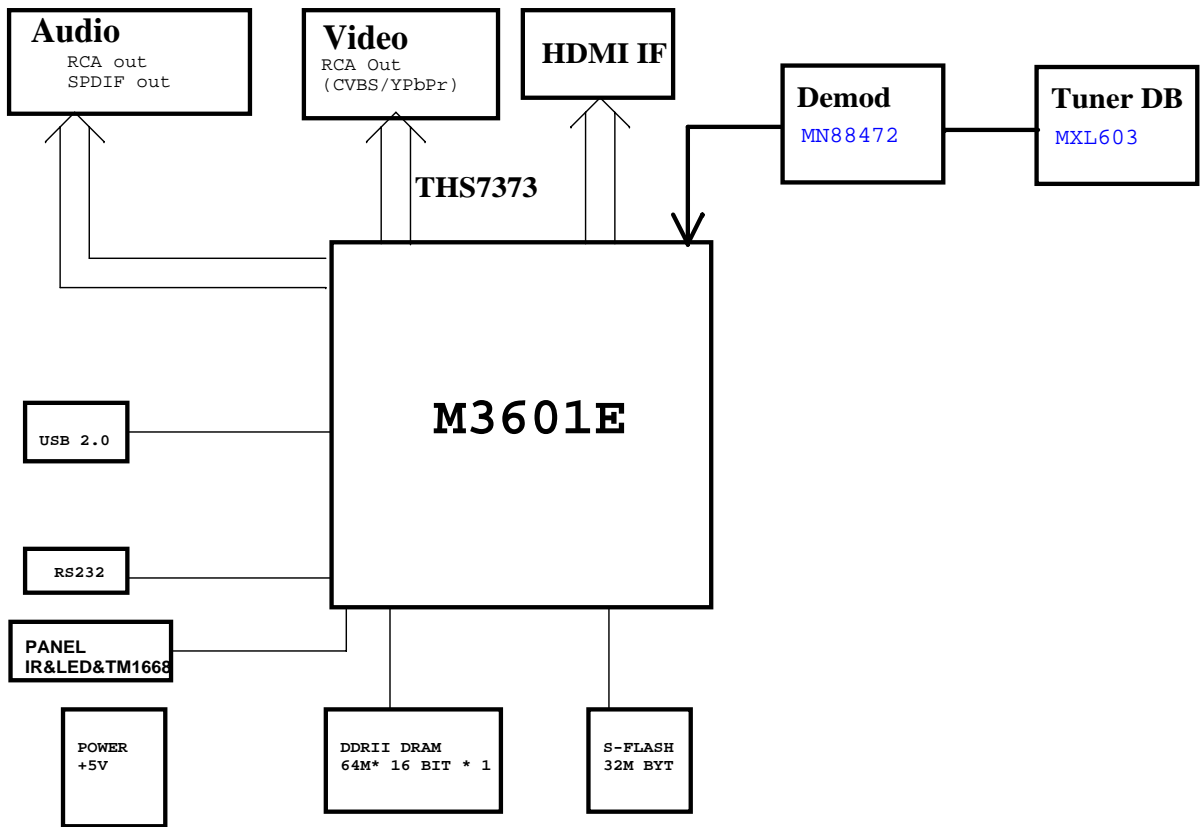 Audio
RCA out
SPDIF out
Video
RCA Out
(CVBS/YPbPr)
HDMI IF
Demod
MN88472
Tuner DB
MXL603
THS7373
M3601E
USB 2.0
RS232
PANEL
IR&LED&TM1668
POWER
+5V
DDRII DRAM
64M* 16 BIT * 1
S-FLASH
32M BYT